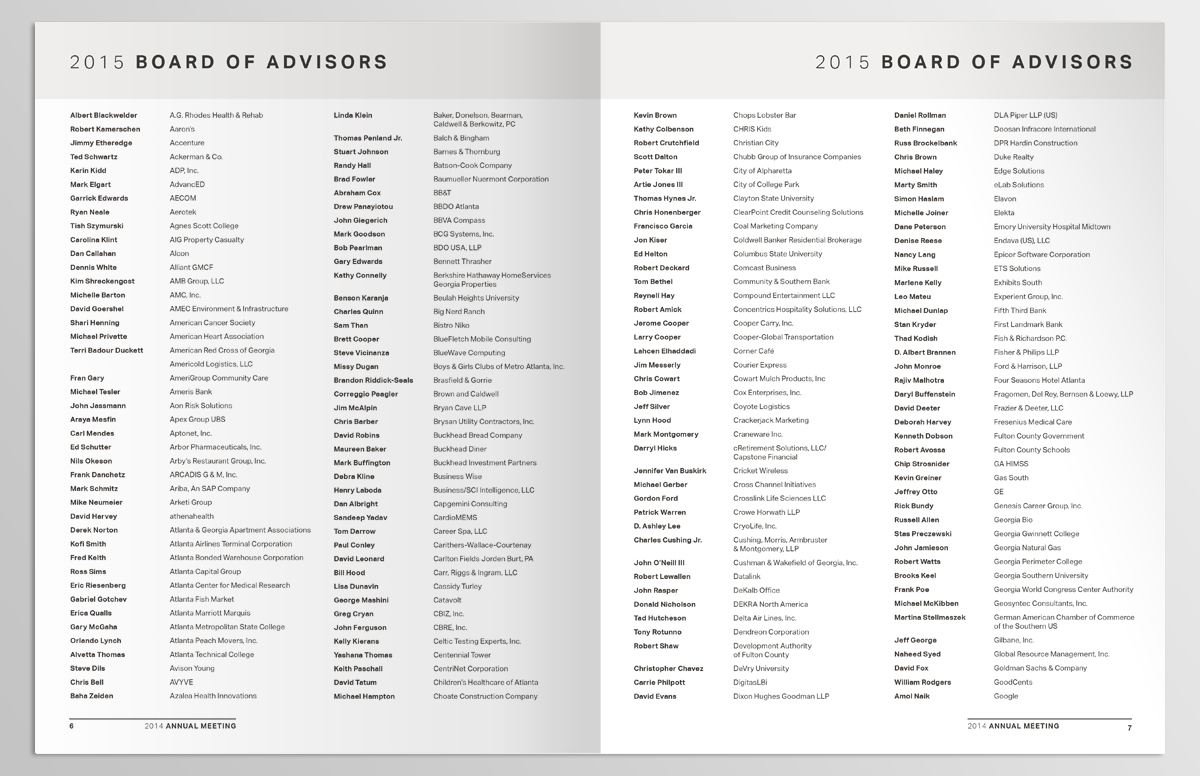 2015 BOARD OF ADVISORS
Albert Blackwelder A.G. Rhodes Health & Rehab
Robert Kamerschen Aaron's
Jimmy Etheredge Accenture
Ted Schwartz Ackerman & Co.
Karin Kidd ADP, Inc.
Mark Elgart AdvancED
Garrick Edwards AECOM
Ryan Neale Aerotek
Tish Szymurski Agnes Scott College
Carolina Klint AIG Property Casualty
Dan Callahan Alcon
Dennis White Alliant GMCF
Kim Shreckengost AMB Group, LLC
Michelle Barton AMC, Inc.
David Goershel AMEC Environment & Infrastructure
Shari Henning American Cancer Society
Michael Privette American Heart Association
Terri Badour Duckett American Red Cross of Georgia
Americold Logistics, LLC
Fran Gary AmeriGroup Community Care
Michael Tesler Ameris Bank
John Jassmann Aon Risk Solutions
Araya Mesfin Apex Group UBS
Carl Mendes Aptonet, Inc.
Ed Schutter Arbor Pharmaceuticals, Inc.
Nils Okeson Arby's Restaurant Group, Inc.
Frank Danchetz ARCADIS G & M, Inc.
Mark Schmitz Ariba, An SAP Company
Mike Neumeier Arketi Group
David Harvey athenahealth
Derek Norton Atlanta & Georgia Apartment Associations
Kofi Smith Atlanta Airlines Terminal Corporation
Fred Keith Atlanta Bonded Warehouse Corporation
Ross Sims Atlanta Capital Group
Eric Riesenberg Atlanta Center for Medical Research
Gabriel Gotchev Atlanta Fish Market
Erica Qualls Atlanta Marriott Marquis
Gary McGaha Atlanta Metropolitan State College
Orlando Lynch Atlanta Peach Movers, Inc.
Alvetta Thomas Atlanta Technical College
Steve Dils Avison Young
Chris Bell AVYVE
Baha Zeidan Azalea Health Innovations
Linda Klein Baker, Donelson, Bearman,
Caldwell & Berkowitz, PC
Thomas Penland Jr. Balch & Bingham
Stuart Johnson Barnes & Thornburg
Randy Hall Batson-Cook Company
Brad Fowler Baumueller Nuermont Corporation
Abraham Cox BB&T
Drew Panayiotou BBDO Atlanta
John Giegerich BBVA Compass
Mark Goodson BCG Systems, Inc.
Bob Pearlman BDO USA, LLP
Gary Edwards Bennett Thrasher
Kathy Connelly Berkshire Hathaway HomeServices
Georgia Properties
Benson Karanja Beulah Heights University
Charles Quinn Big Nerd Ranch
Sam Than Bistro Niko
Brett Cooper BlueFletch Mobile Consulting
Steve Vicinanza BlueWave Computing
Missy Dugan Boys & Girls Clubs of Metro Atlanta, Inc.
Brandon Riddick-Seals Brasfield & Gorrie
Correggio Peagler Brown and Caldwell
Jim McAlpin Bryan Cave LLP
Chris Barber Brysan Utility Contractors, Inc.
David Robins Buckhead Bread Company
Maureen Baker Buckhead Diner
Mark Buffington Buckhead Investment Partners
Debra Kline Business Wise
Henry Laboda Business/SCI Intelligence, LLC
Dan Albright Capgemini Consulting
Sandeep Yadav CardioMEMS
Tom Darrow Career Spa, LLC
Paul Conley Carithers-Wallace-Courtenay
David Leonard Carlton Fields Jorden Burt, PA
Bill Hood Carr, Riggs & Ingram, LLC
Lisa Dunavin Cassidy Turley
George Mashini Catavolt
Greg Cryan CBIZ, Inc.
John Ferguson CBRE, Inc.
Kelly Kierans Celtic Testing Experts, Inc.
Yashana Thomas Centennial Tower
Keith Paschall CentriNet Corporation
David Tatum Children's Healthcare of Atlanta
Michael Hampton Choate Construction Company
6 2014 ANNUAL MEETING
2015 BOARD OF ADVISORS
Kevin Brown Chops Lobster Bar
Kathy Colbenson CHRIS Kids
Robert Crutchfield Christian City
Scott Dalton Chubb Group of Insurance Companies
Peter Tokar III City of Alpharetta
Artie Jones III City of College Park
Thomas Hynes Jr. Clayton State University
Chris Honenberger ClearPoint Credit Counseling Solutions
Francisco Garcia Coal Marketing Company
Jon Kiser Coldwell Banker Residential Brokerage
Ed Helton Columbus State University
Robert Deckard Comcast Business
Tom Bethel Community & Southern Bank
Reynell Hay Compound Entertainment LLC
Robert Amick Concentrics Hospitality Solutions, LLC
Jerome Cooper Cooper Carry, Inc.
Larry Cooper Cooper-Global Transportation
Lahcen Elhaddadi Corner Café
Jim Messerly Courier Express
Chris Cowart Cowart Mulch Products, Inc
Bob Jimenez Cox Enterprises, Inc.
Jeff Silver Coyote Logistics
Lynn Hood Crackerjack Marketing
Mark Montgomery Craneware Inc.
Darryl Hicks eRetirement Solutions, LLC/
Capstone Financial
Jennifer Van Buskirk Cricket Wireless
Michael Gerber Cross Channel Initiatives
Gordon Ford Crosslink Life Sciences LLC
Patrick Warren Crowe Horwath LLP
D. Ashley Lee CryoLife, Inc.
Charles Cushing Jr. Cushing, Morris, Armbruster
& Montgomery, LLP
John O'Neill III Cushman & Wakefield of Georgia, Inc.
Robert Lewallen Datalink
John Rasper DeKalb Office
Donald Nicholson DEKRA North America
Tad Hutcheson Delta Air Lines, Inc.
Tony Rotunno Dendreon Corporation
Robert Shaw Development Authority
of Fulton County
Christopher Chavez DeVry University
Carrie Philpott DigitasLBi
David Evans Dixon Hughes Goodman LLP
Daniel Rollman DLA Piper LLP (US)
Beth Finnegan Doosan Infracore International
Russ Brockelbank DPR Hardin Construction
Chris Brown Duke Realty
Michael Haley Edge Solutions
Marty Smith eLab Solutions
Simon Haslam Elavon
Michelle Joiner Elekta
Dane Peterson Emory University Hospital Midtown
Denise Reese Endava (US), LLC
Nancy Lang Epicor Software Corporation
Mike Russell ETS Solutions
Marlene Kelly Exhibits South
Leo Mateu Experient Group, Inc.
Michael Dunlap Fifth Third Bank
Stan Kryder First Landmark Bank
Thad Kodish Fish & Richardson P.C.
D. Albert Brannen Fisher & Philips LLP
John Monroe Ford & Harrison, LLP
Rajiv Malhotra Four Seasons Hotel Atlanta
Daryl Buffenstein Fragomen, Del Rey, Bernsen & Loewy, LLP
David Deeter Frazier & Deeter, LLC
Deborah Harvey Fresenius Medical Care
Kenneth Dobson Fulton County Government
Robert Avossa Fulton County Schools
Chip Strosnider GA HIMSS
Kevin Greiner Gas South
Jeffrey Otto GE
Rick Bundy Genesis Career Group, Inc.
Russell Allen Georgia Bio
Stas Preczewski Georgia Gwinnett College
John Jamieson Georgia Natural Gas
Robert Watts Georgia Perimeter College
Brooks Keel Georgia Southern University
Frank Poe Georgia World Congress Center Authority
Michael McKibben Geosyntec Consultants, Inc.
Martina Stellmaszek German American Chamber of Commerce
of the Southern US
Jeff George Gilbane, Inc.
Naheed Syed Global Resource Management, Inc.
David Fox Goldman Sachs & Company
William Rodgers GoodCents
Amol Naik Google
2014 ANNUAL MEETING 7